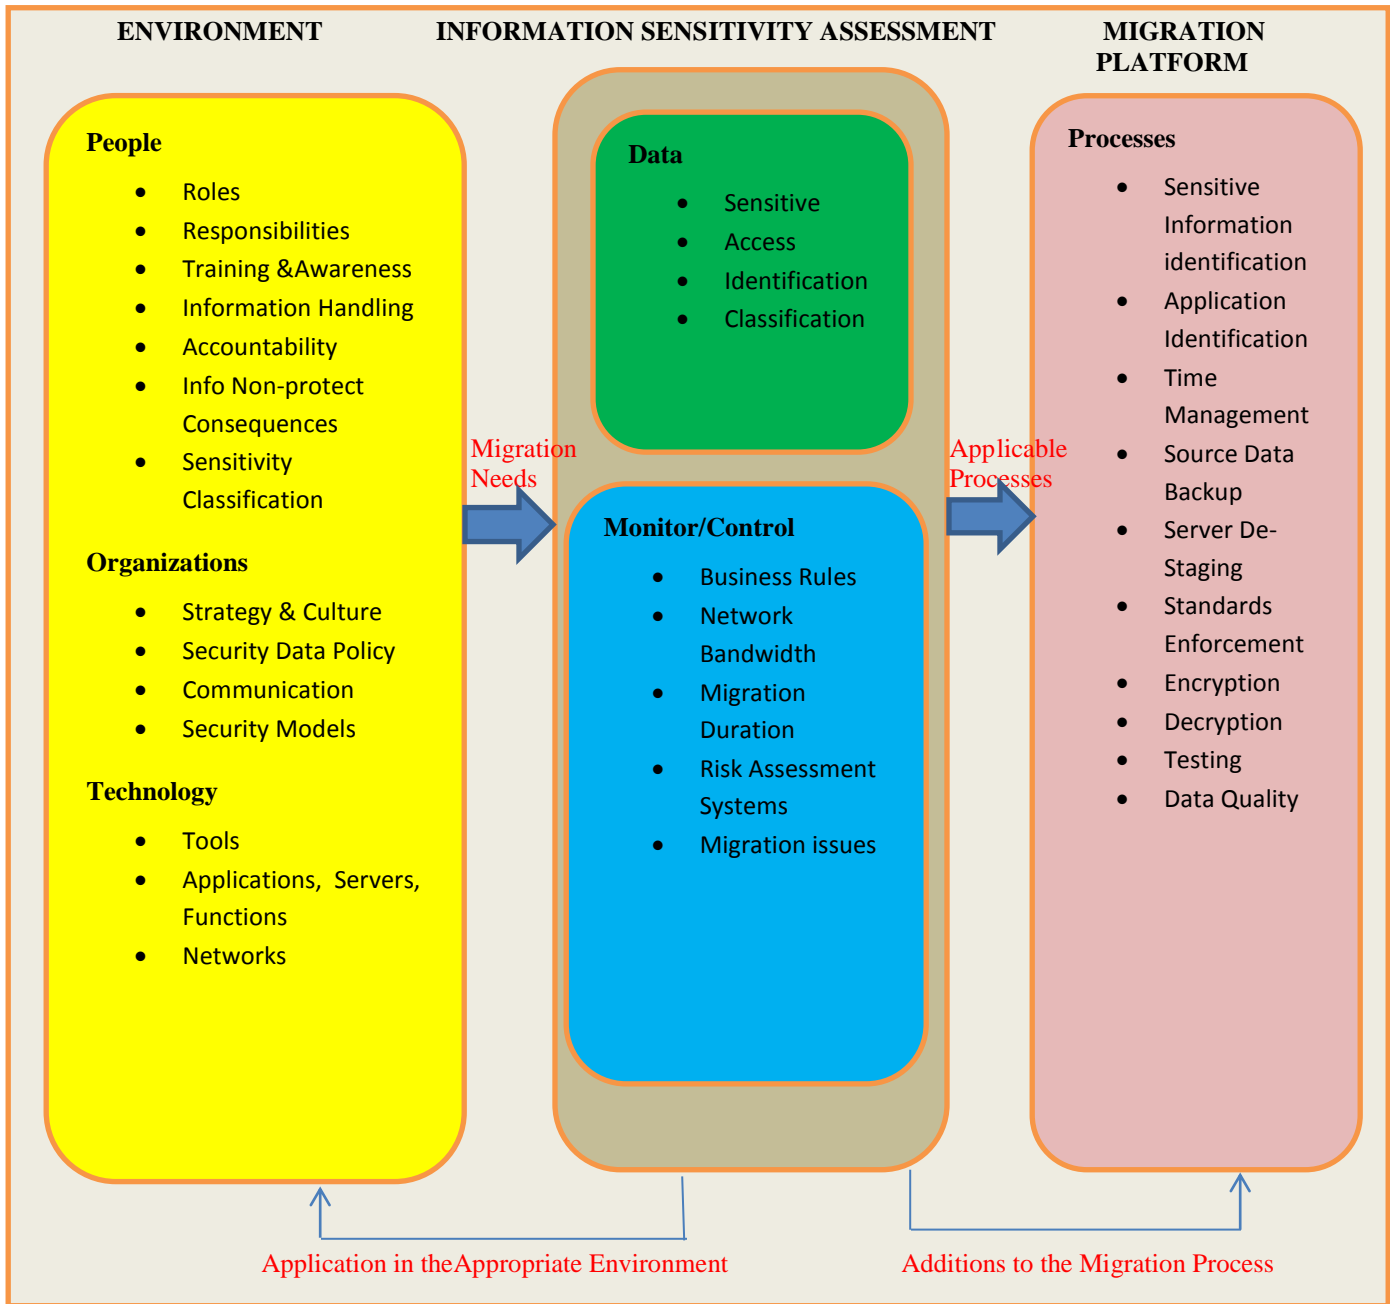 ENVIRONMENT
INFORMATION SENSITIVITY ASSESSMENT
MIGRATION
PLATFORM
People
Roles
Responsibilities
Training &Awareness
Information Handling
Accountability
Info Non-protect
Consequences
Sensitivity
Classification
Organizations
Strategy & Culture
Security Data Policy
Communication
Security Models
Technology
Tools
Applications, Servers,
Functions
Networks
Migration
Needs
Data
Sensitive
Access
Identification
Classification
Monitor/Control
Business Rules
Network
Bandwidth
Migration
Duration
Risk Assessment
Systems
Migration issues
Applicable
Processes
Processes
Sensitive
Information
identification
Application
Identification
Time
Management
Source Data
Backup
Server De-
Staging
Standards
Enforcement
Encryption
Decryption
Testing
Data Quality
Application in theAppropriate Environment
Additions to the Migration Process